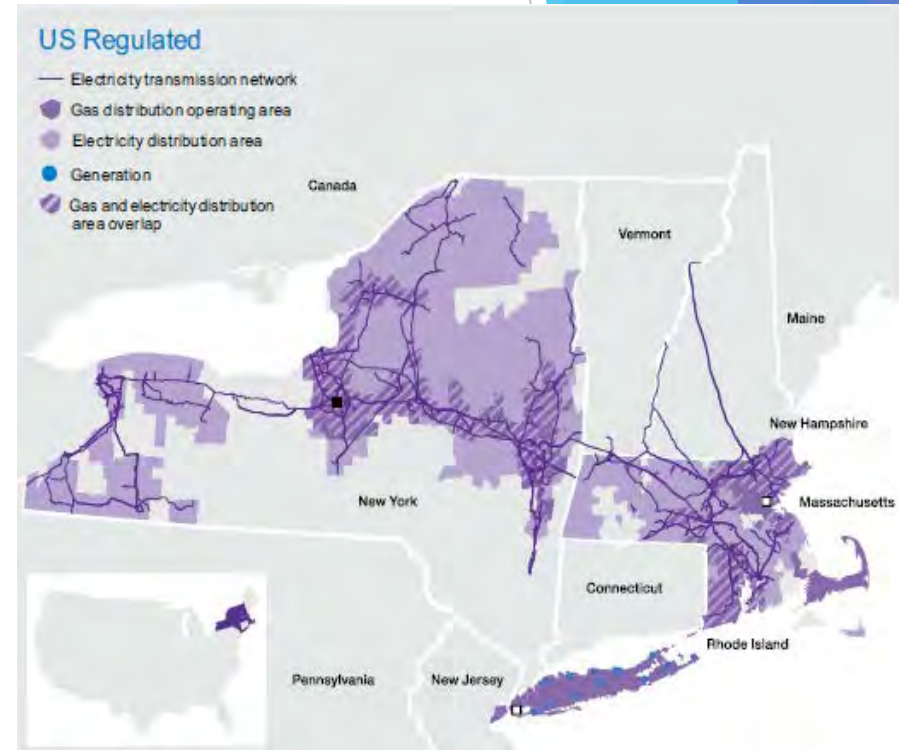 US Regulated
Electricity transmission network
Gas distribution operating area
Electricity distribution area
Generation
Gas and electricity distribution
area overlap
Canada
Vermont
Maine
New Hampshire
New York
Massachusetts
Connecticut
Rhode Island
Pennsylvania
New Jersey